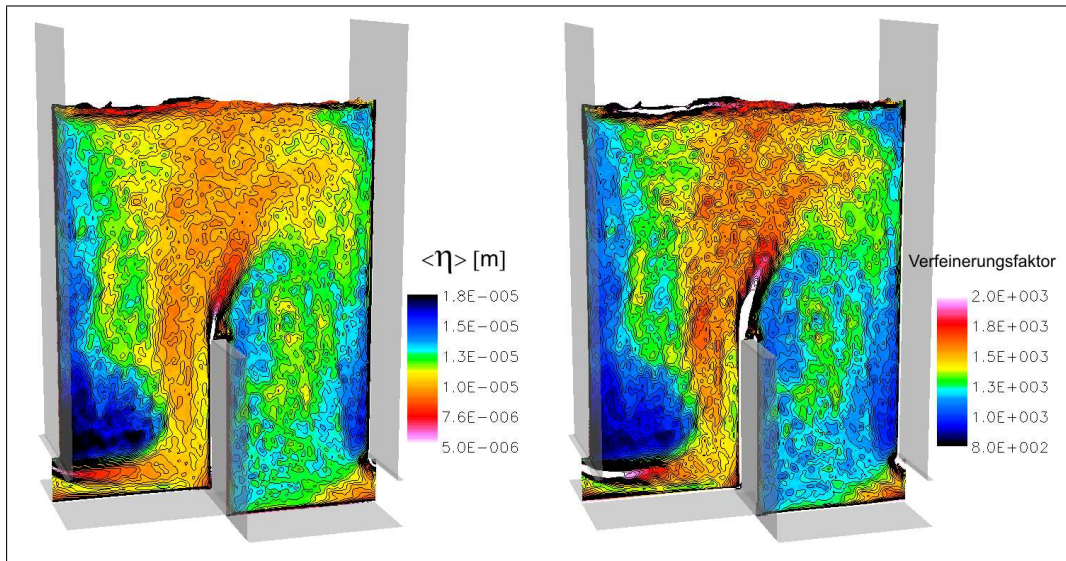 <η> [m]
1.8E-005
1.5E-005
1.3E-005
1.0E-005
7.6E-006
5.0E-006
Verfeinerungsfaktor
2.0E+003
1.8E+003
1.5E+003
1.3E+003
1.0E+003
8.0E+002